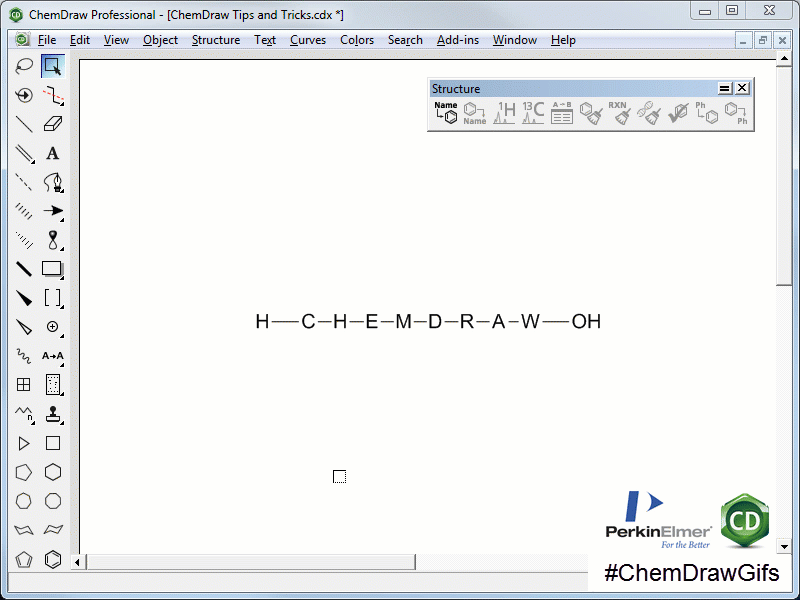 ChemDraw Professional - [ChemDraw Tips and Tricks.cdx *]
File Edit View Object Structure Text Curves Colors Search Add-ins Window Help
Structure
Name 1H 13C A→B RXN Ph
Name Ph
A
A→A
n
H—C—H—E—M—D—R—A—W—OH
PerkinElmer
For the Better
CD
#ChemDrawGifs